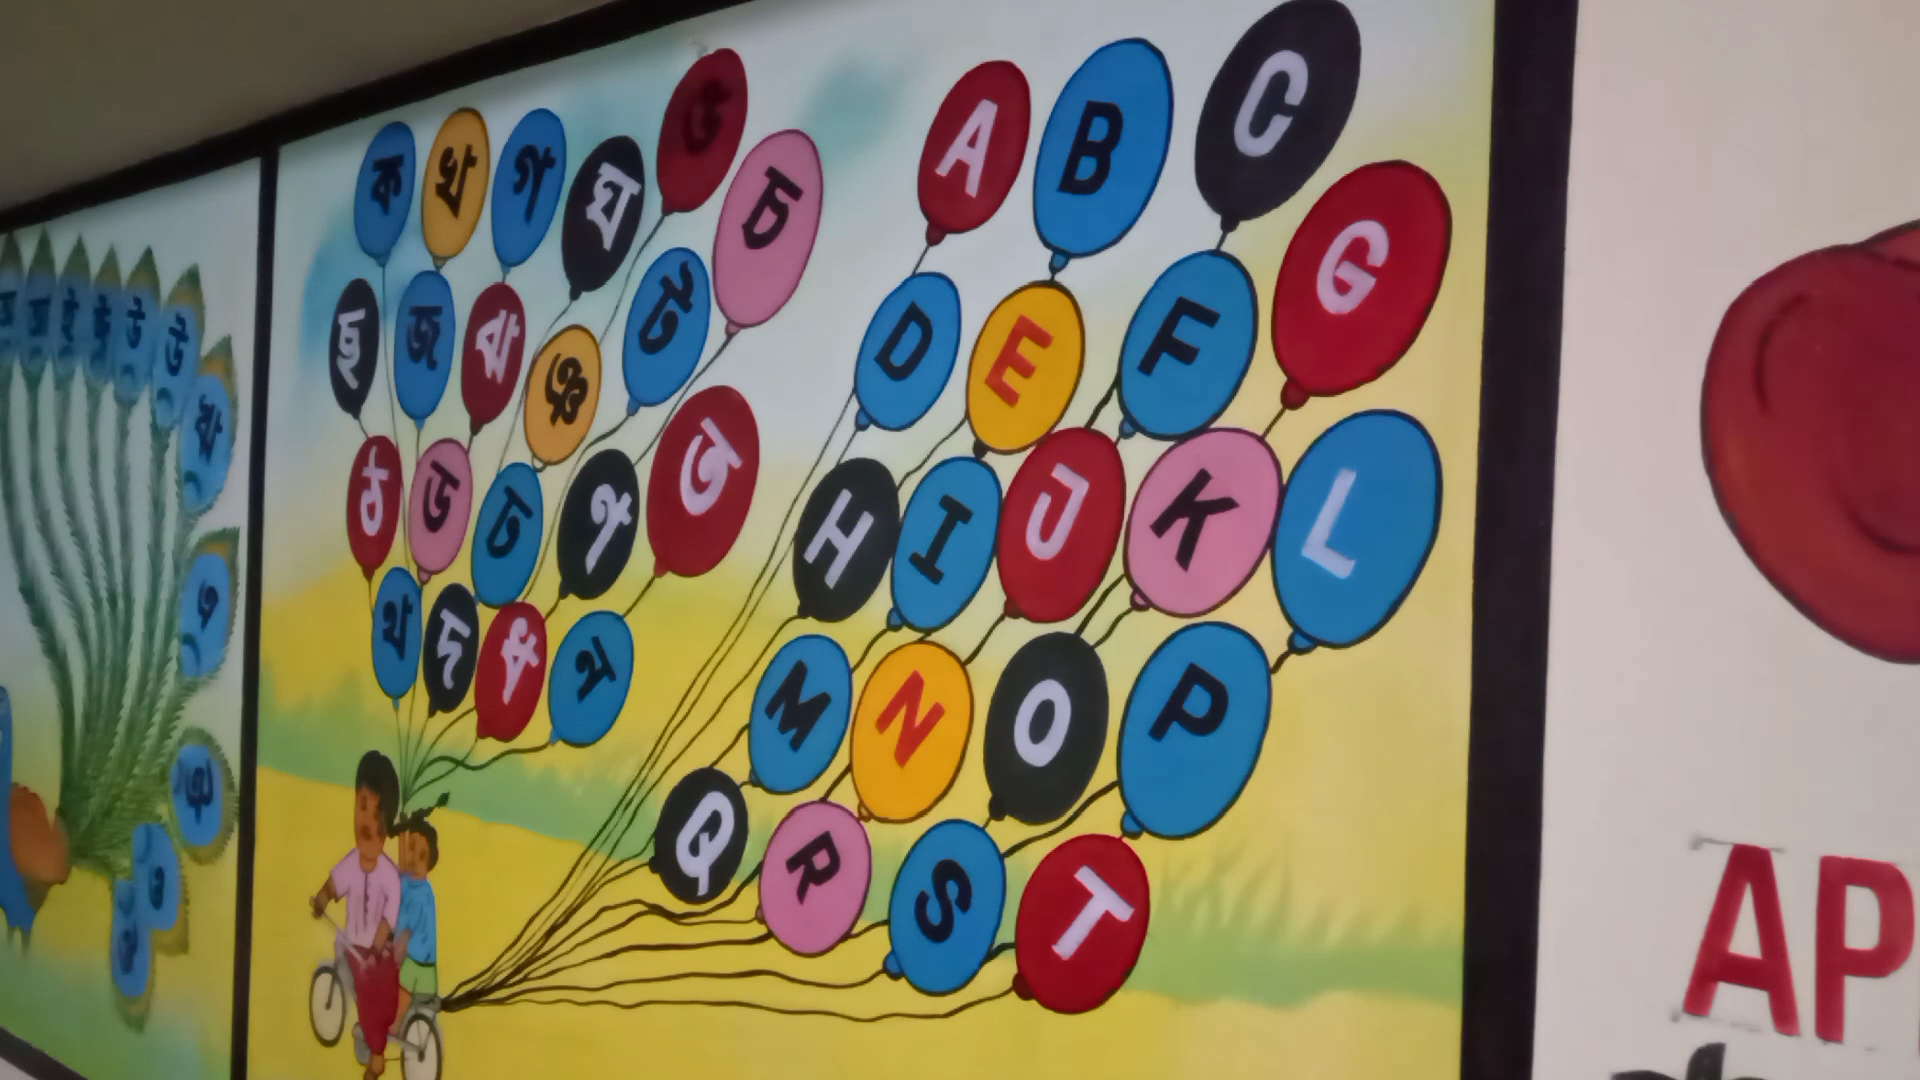 ক খ গ ঘ ঙ চ
ছ জ ঝ ঞ ট
ঠ ড ঢ ণ ত
থ দ ধ ন
A B C
D E F G
H I J K L
M N O P
Q R S T
ই ঈ উ ঊ
ঋ
এ
ঐ
ও
ঔ
AP